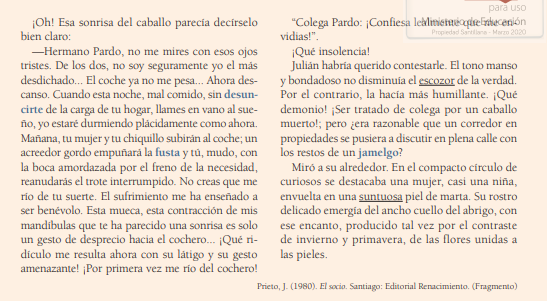 ¡Oh! Esa sonrisa del caballo parecía decírselo
bien claro:
—Hermano Pardo, no me mires con esos ojos
tristes. De los dos, no soy seguramente yo el más
desdichado... El coche ya no me pesa... Ahora des-
canso. Cuando esta noche, mal comido, sin desun-
cirte de la carga de tu hogar, llames en vano al sue-
ño, yo estaré durmiendo plácidamente como ahora.
Mañana, tu mujer y tu chiquillo subirán al coche; un
acreedor gordo empuñará la fusta y tú, mudo, con
la boca amordazada por el freno de la necesidad,
reanudarás el trote interrumpido. No creas que me
río de tu suerte. El sufrimiento me ha enseñado a
ser benévolo. Esta mueca, esta contracción de mis
mandíbulas que te ha parecido una sonrisa es solo
un gesto de desprecio hacia el cochero... ¡Qué ri-
dículo me resulta ahora con su látigo y su gesto
amenazante! ¡Por primera vez me río del cochero!
“Colega Pardo: ¡Confiesa lealmente que me en-
vidias!”.
¡Qué insolencia!
Julián habría querido contestarle. El tono manso
y bondadoso no disminuía el escozor de la verdad.
Por el contrario, la hacía más humillante. ¡Qué
demonio! ¡Ser tratado de colega por un caballo
muerto!; pero ¿era razonable que un corredor en
propiedades se pusiera a discutir en plena calle con
los restos de un jamelgo?
Miró a su alrededor. En el compacto círculo de
curiosos se destacaba una mujer, casi una niña,
envuelta en una suntuosa piel de marta. Su rostro
delicado emergía del ancho cuello del abrigo, con
ese encanto, producido tal vez por el contraste
de invierno y primavera, de las flores unidas a
las pieles.
Prieto, J. (1980). El socio. Santiago: Editorial Renacimiento. (Fragmento)
para uso
Ministerio de Educación
Propiedad Santillana - Marzo 2020